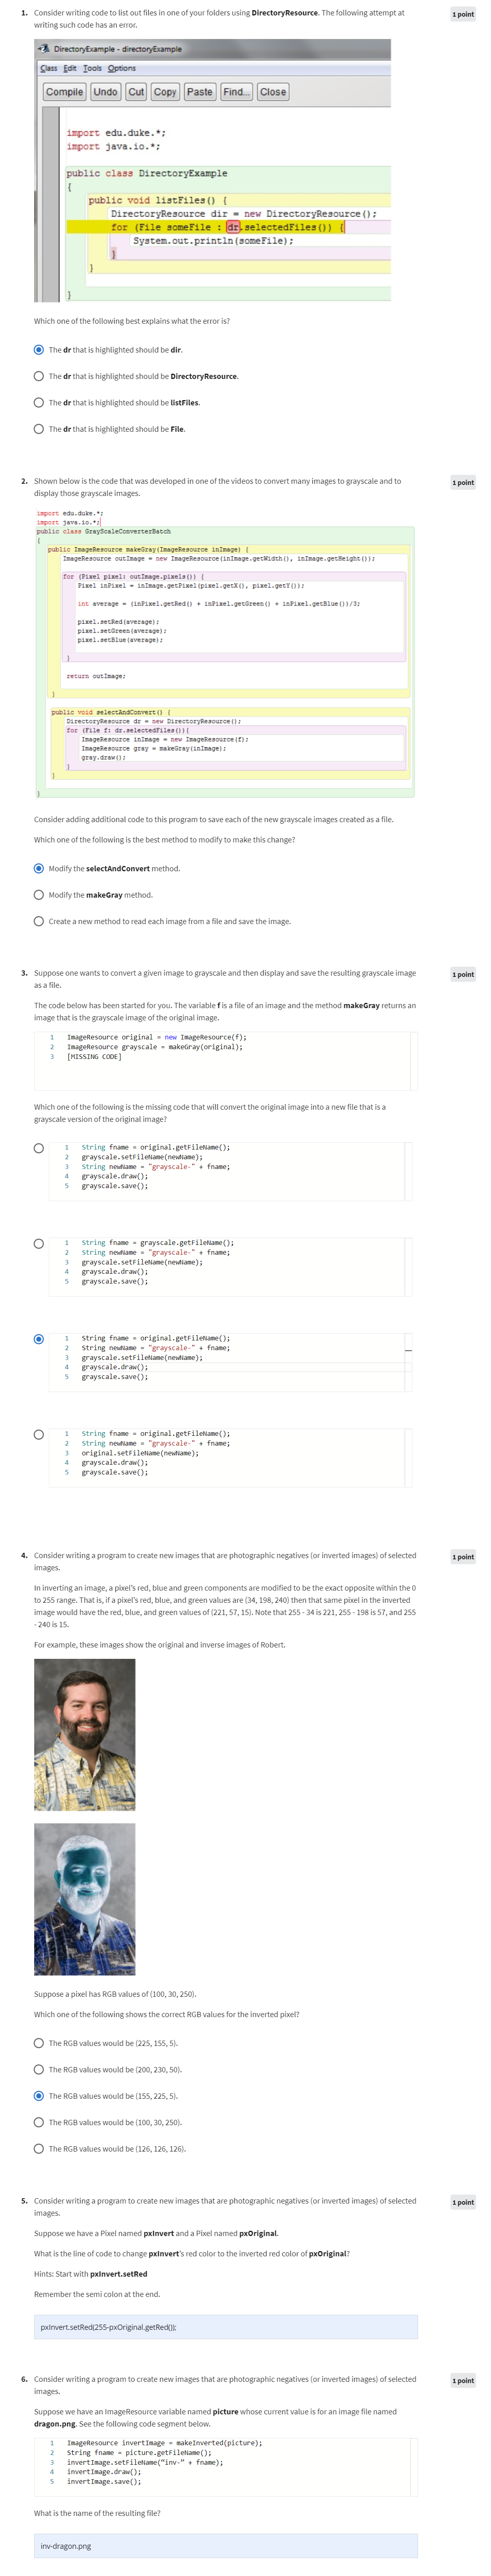 1. Consider writing code to list out files in one of your folders using DirectoryResource. The following attempt at
1 point
writing such code has an error.
DirectoryExample - directoryExample
Class Edit Tools Options
Compile Undo Cut Copy Paste Find... Close
import edu.duke.*;
import java.io.*;
public class DirectoryExample
{
public void listFiles() {
DirectoryResource dir = new DirectoryResource();
for (File someFile : dr.selectedFiles()) {
System.out.println(someFile);
}
}
}
Which one of the following best explains what the error is?
The dr that is highlighted should be dir.
The dr that is highlighted should be DirectoryResource.
The dr that is highlighted should be listFiles.
The dr that is highlighted should be File.
2. Shown below is the code that was developed in one of the videos to convert many images to grayscale and to
1 point
display those grayscale images.
import edu.duke.*;
import java.io.*;
public class GrayScaleConverterBatch
{
public ImageResource makeGray(ImageResource inImage) {
ImageResource outImage = new ImageResource(inImage.getWidth(), inImage.getHeight());
for (Pixel pixel: outImage.pixels()) {
Pixel inPixel = inImage.getPixel(pixel.getX(), pixel.getY());
int average = (inPixel.getRed() + inPixel.getGreen() + inPixel.getBlue())/3;
pixel.setRed(average);
pixel.setGreen(average);
pixel.setBlue(average);
}
return outImage;
}
public void selectAndConvert() {
DirectoryResource dr = new DirectoryResource();
for (File f: dr.selectedFiles()){
ImageResource inImage = new ImageResource(f);
ImageResource gray = makeGray(inImage);
gray.draw();
}
}
}
Consider adding additional code to this program to save each of the new grayscale images created as a file.
Which one of the following is the best method to modify to make this change?
Modify the selectAndConvert method.
Modify the makeGray method.
Create a new method to read each image from a file and save the image.
3. Suppose one wants to convert a given image to grayscale and then display and save the resulting grayscale image
1 point
as a file.
The code below has been started for you. The variable f is a file of an image and the method makeGray returns an
image that is the grayscale image of the original image.
1 ImageResource original = new ImageResource(f);
2 ImageResource grayscale = makeGray(original);
3 [MISSING CODE]
Which one of the following is the missing code that will convert the original image into a new file that is a
grayscale version of the original image?
1 String fname = original.getFileName();
2 grayscale.setFileName(newName);
3 String newName = "grayscale-" + fname;
4 grayscale.draw();
5 grayscale.save();
1 String fname = grayscale.getFileName();
2 String newName = "grayscale-" + fname;
3 grayscale.setFileName(newName);
4 grayscale.draw();
5 grayscale.save();
1 String fname = original.getFileName();
2 String newName = "grayscale-" + fname;
3 grayscale.setFileName(newName);
4 grayscale.draw();
5 grayscale.save();
1 String fname = original.getFileName();
2 String newName = "grayscale-" + fname;
3 original.setFileName(newName);
4 grayscale.draw();
5 grayscale.save();
4. Consider writing a program to create new images that are photographic negatives (or inverted images) of selected
1 point
images.
In inverting an image, a pixel's red, blue and green components are modified to be the exact opposite within the 0
to 255 range. That is, if a pixel's red, blue, and green values are (34, 198, 240) then that same pixel in the inverted
image would have the red, blue, and green values of (221, 57, 15). Note that 255 - 34 is 221, 255 - 198 is 57, and 255
- 240 is 15.
For example, these images show the original and inverse images of Robert.
Suppose a pixel has RGB values of (100, 30, 250).
Which one of the following shows the correct RGB values for the inverted pixel?
The RGB values would be (225, 155, 5).
The RGB values would be (200, 230, 50).
The RGB values would be (155, 225, 5).
The RGB values would be (100, 30, 250).
The RGB values would be (126, 126, 126).
5. Consider writing a program to create new images that are photographic negatives (or inverted images) of selected
1 point
images.
Suppose we have a Pixel named pxInvert and a Pixel named pxOriginal.
What is the line of code to change pxInvert's red color to the inverted red color of pxOriginal?
Hints: Start with pxInvert.setRed
Remember the semi colon at the end.
pxInvert.setRed(255-pxOriginal.getRed());
6. Consider writing a program to create new images that are photographic negatives (or inverted images) of selected
1 point
images.
Suppose we have an ImageResource variable named picture whose current value is for an image file named
dragon.png. See the following code segment below.
1 ImageResource invertImage = makeInverted(picture);
2 String fname = picture.getFileName();
3 invertImage.setFileName(“inv-” + fname);
4 invertImage.draw();
5 invertImage.save();
What is the name of the resulting file?
inv-dragon.png